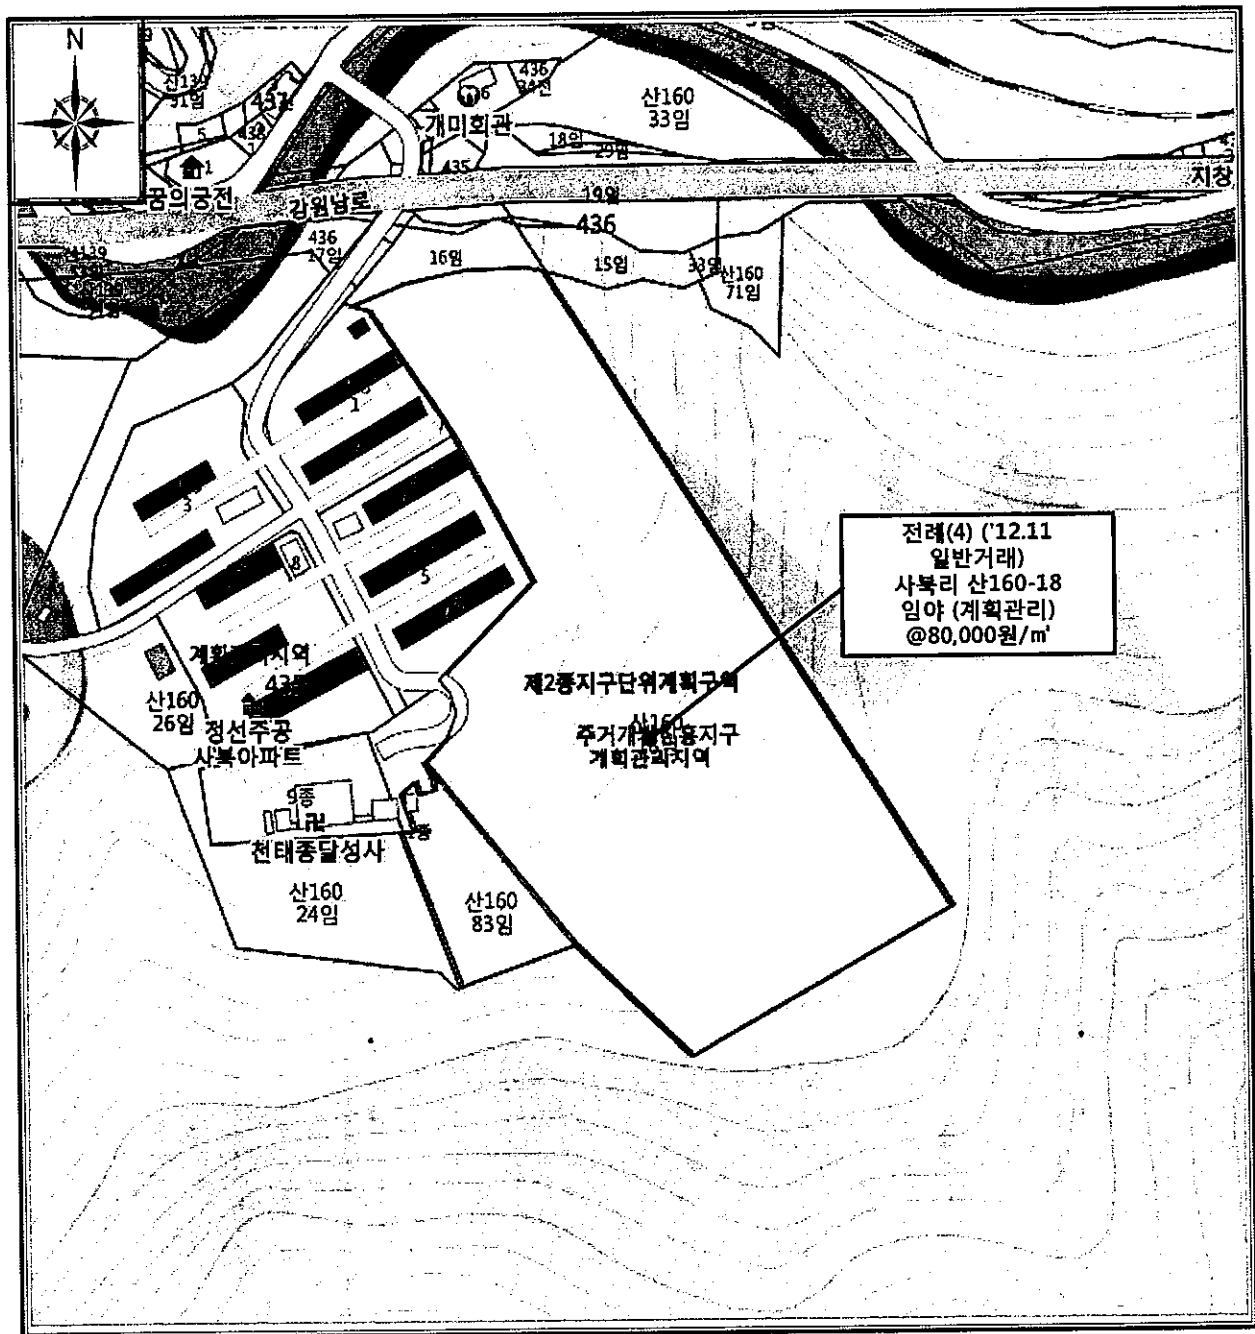 N
산139
91임
437
5
438
1
1
꿈의궁전
436
34전
6
개미회관
산160
33임
18임
29임
435
강원남로
19임
지창
436
17임
436
16임
15임
33임
산160
71임
1
3
8
5
전례(4) ('12.11
일반거래)
사북리 산160-18
임야 (계획관리)
@80,000원/㎡
산160
26임
정선주공
사북아파트
제2종지구단위계획구역
산160
계획관리지역
9종
천태종달성사
산160
24임
산160
83임